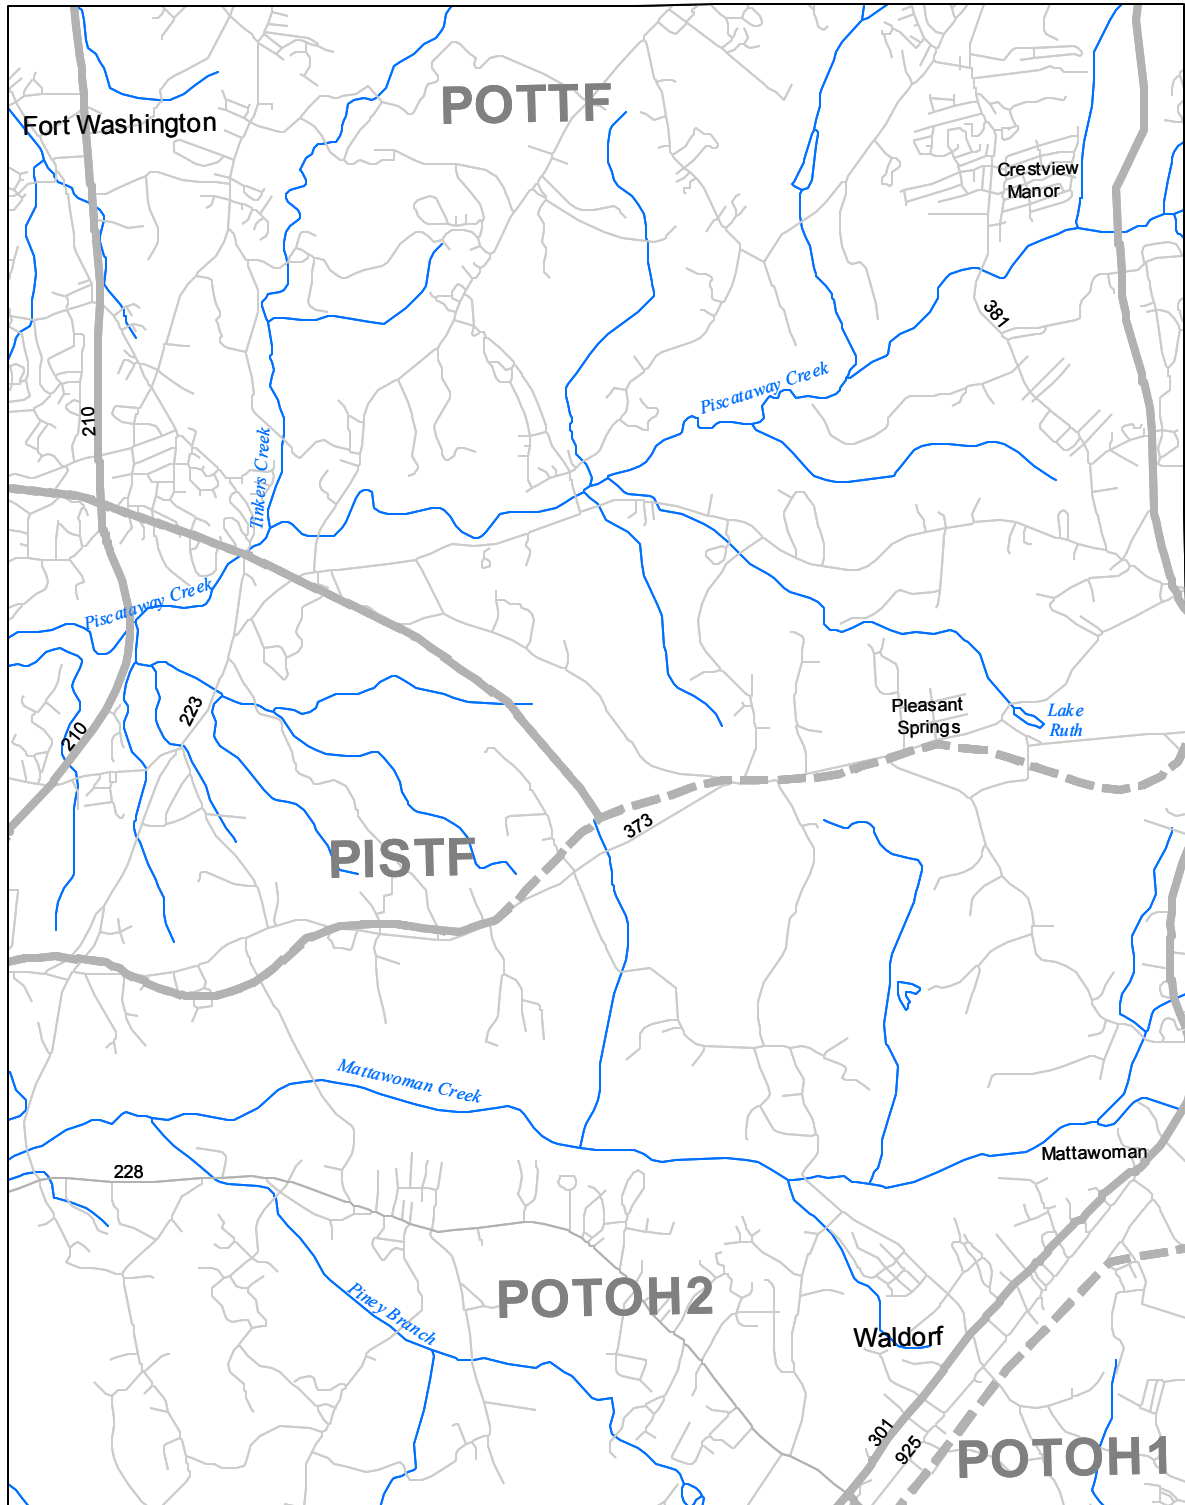 POTTF
Fort Washington
Crestview
Manor
381
Piscataway Creek
210
Tinkers Creek
Piscataway Creek
223
210
Pleasant
Springs
Lake
Ruth
373
PISTF
Mattawoman Creek
Mattawoman
228
POTOH2
Piney Branch
Waldorf
301
925
POTOH1